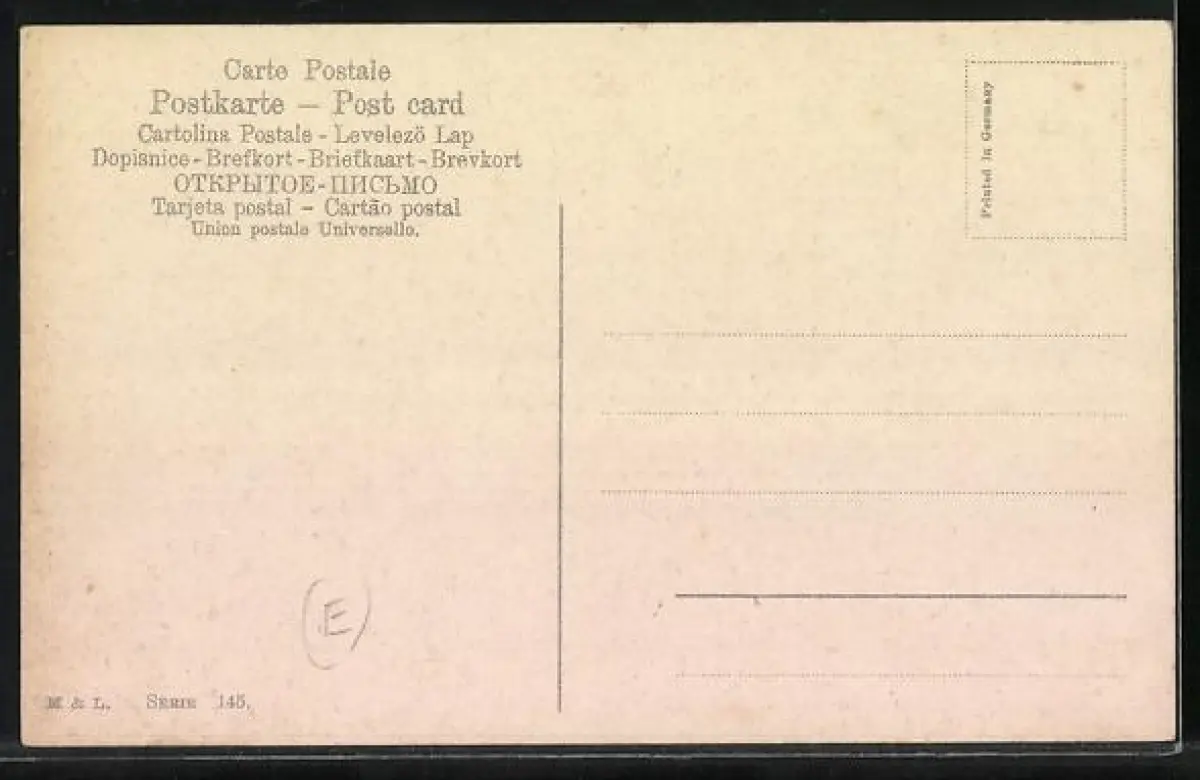 Carte Postale
Postkarte — Post card
Cartolina Postale - Levelezö Lap
Dopisnice - Brefkort - Briefkaart - Brevkort
ОТКРЫТОЕ-ПИСЬМО
Tarjeta postal — Cartão postal
Union postale Universelle.
Printed in Germany
(E)
M & L. SERIE 145.